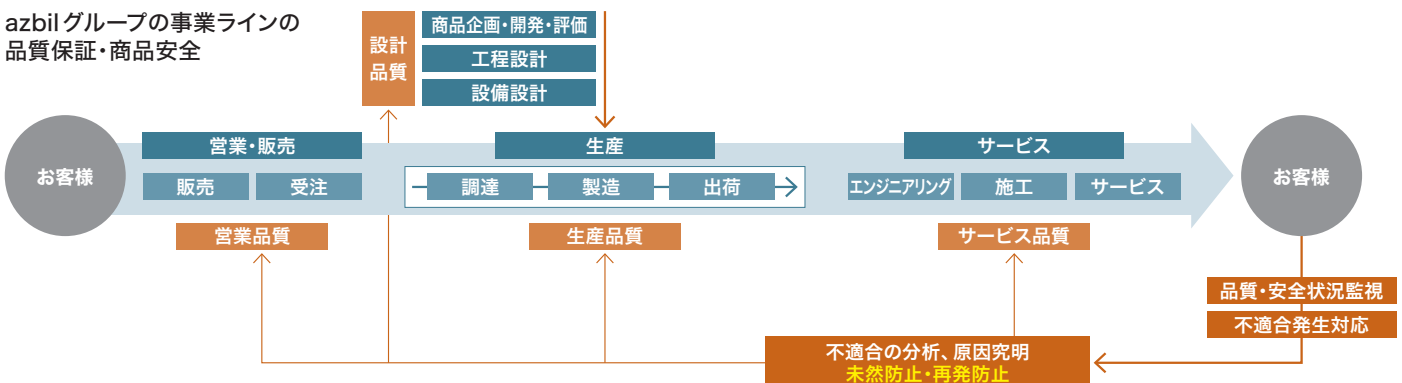 azbilグループの事業ラインの
品質保証・商品安全
設計
品質
商品企画・開発・評価
工程設計
設備設計
お客様
営業・販売
販売
受注
営業品質
生産
調達
製造
出荷
生産品質
サービス
エンジニアリング
施工
サービス
サービス品質
お客様
品質・安全状況監視
不適合発生対応
不適合の分析、原因究明
未然防止・再発防止